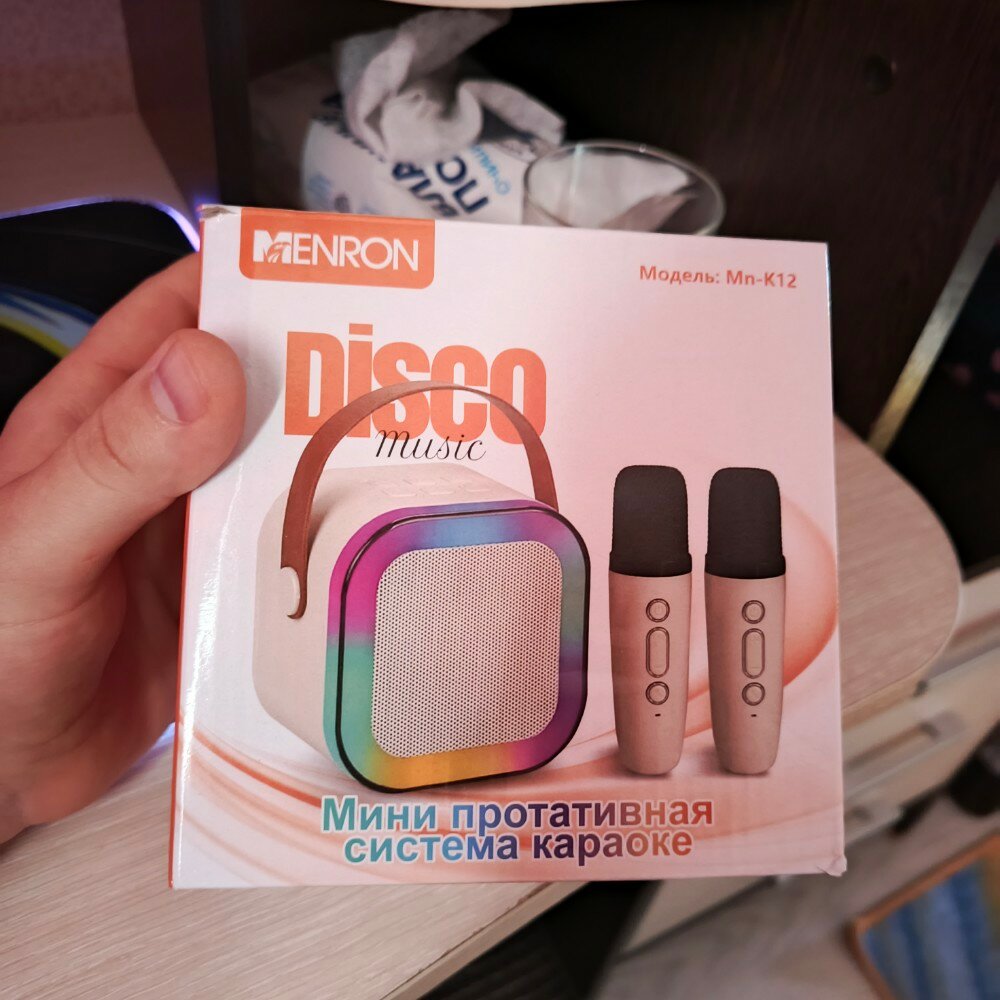 MENRON
Модель: Mn-K12
Disco
music
Мини протативная
система караоке